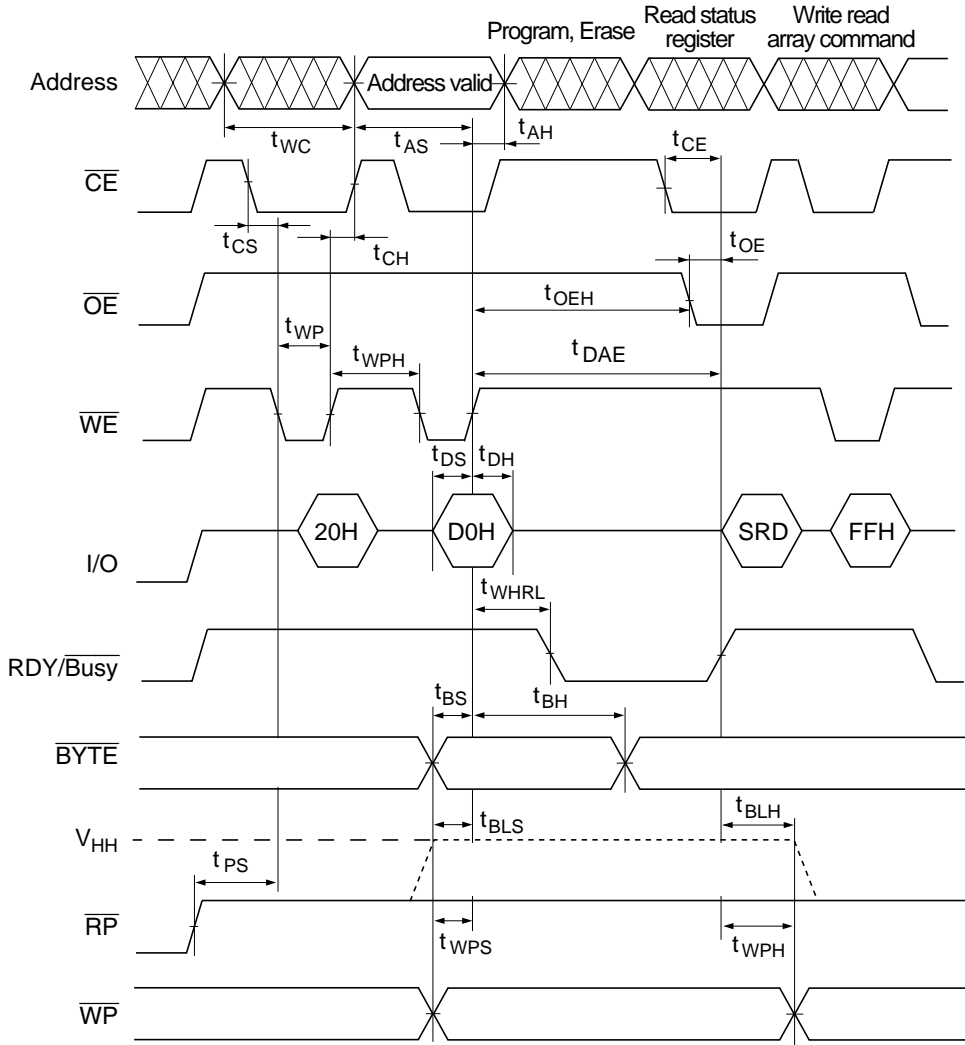 Program, Erase
Read status
register
Write read
array command
Address
Address valid
tWC
tAS
tAH
tCE
CE
tCS
tCH
tOE
OE
tOEH
tWP
tDAE
tWPH
WE
tDS
tDH
20H
D0H
SRD
FFH
I/O
tWHRL
RDY/Busy
tBS
tBH
BYTE
tBLS
tBLH
VHH
tPS
RP
tWPS
tWPH
WP